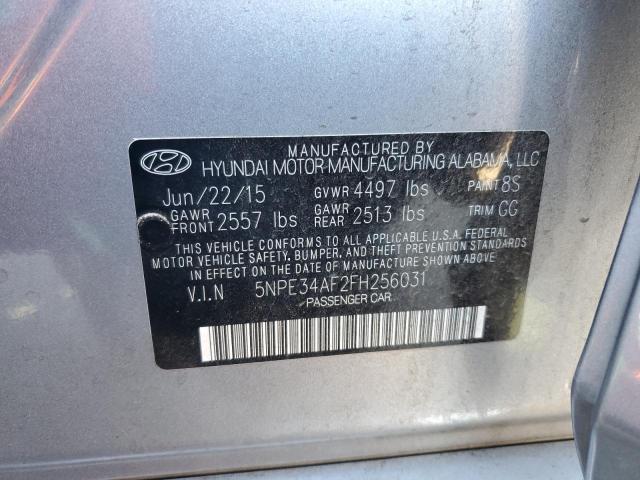 MANUFACTURED BY
HYUNDAI MOTOR MANUFACTURING ALABAMA, LLC
Jun/22/15 GVWR 4497 lbs PAINT 8S
GAWR FRONT 2557 lbs GAWR REAR 2513 lbs TRIM GG
THIS VEHICLE CONFORMS TO ALL APPLICABLE U.S.A. FEDERAL
MOTOR VEHICLE SAFETY, BUMPER, AND THEFT PREVENTION STANDARDS
IN EFFECT ON THE DATE OF MANUFACTURE SHOWN ABOVE.
V.I.N 5NPE34AF2FH256031
PASSENGER CAR